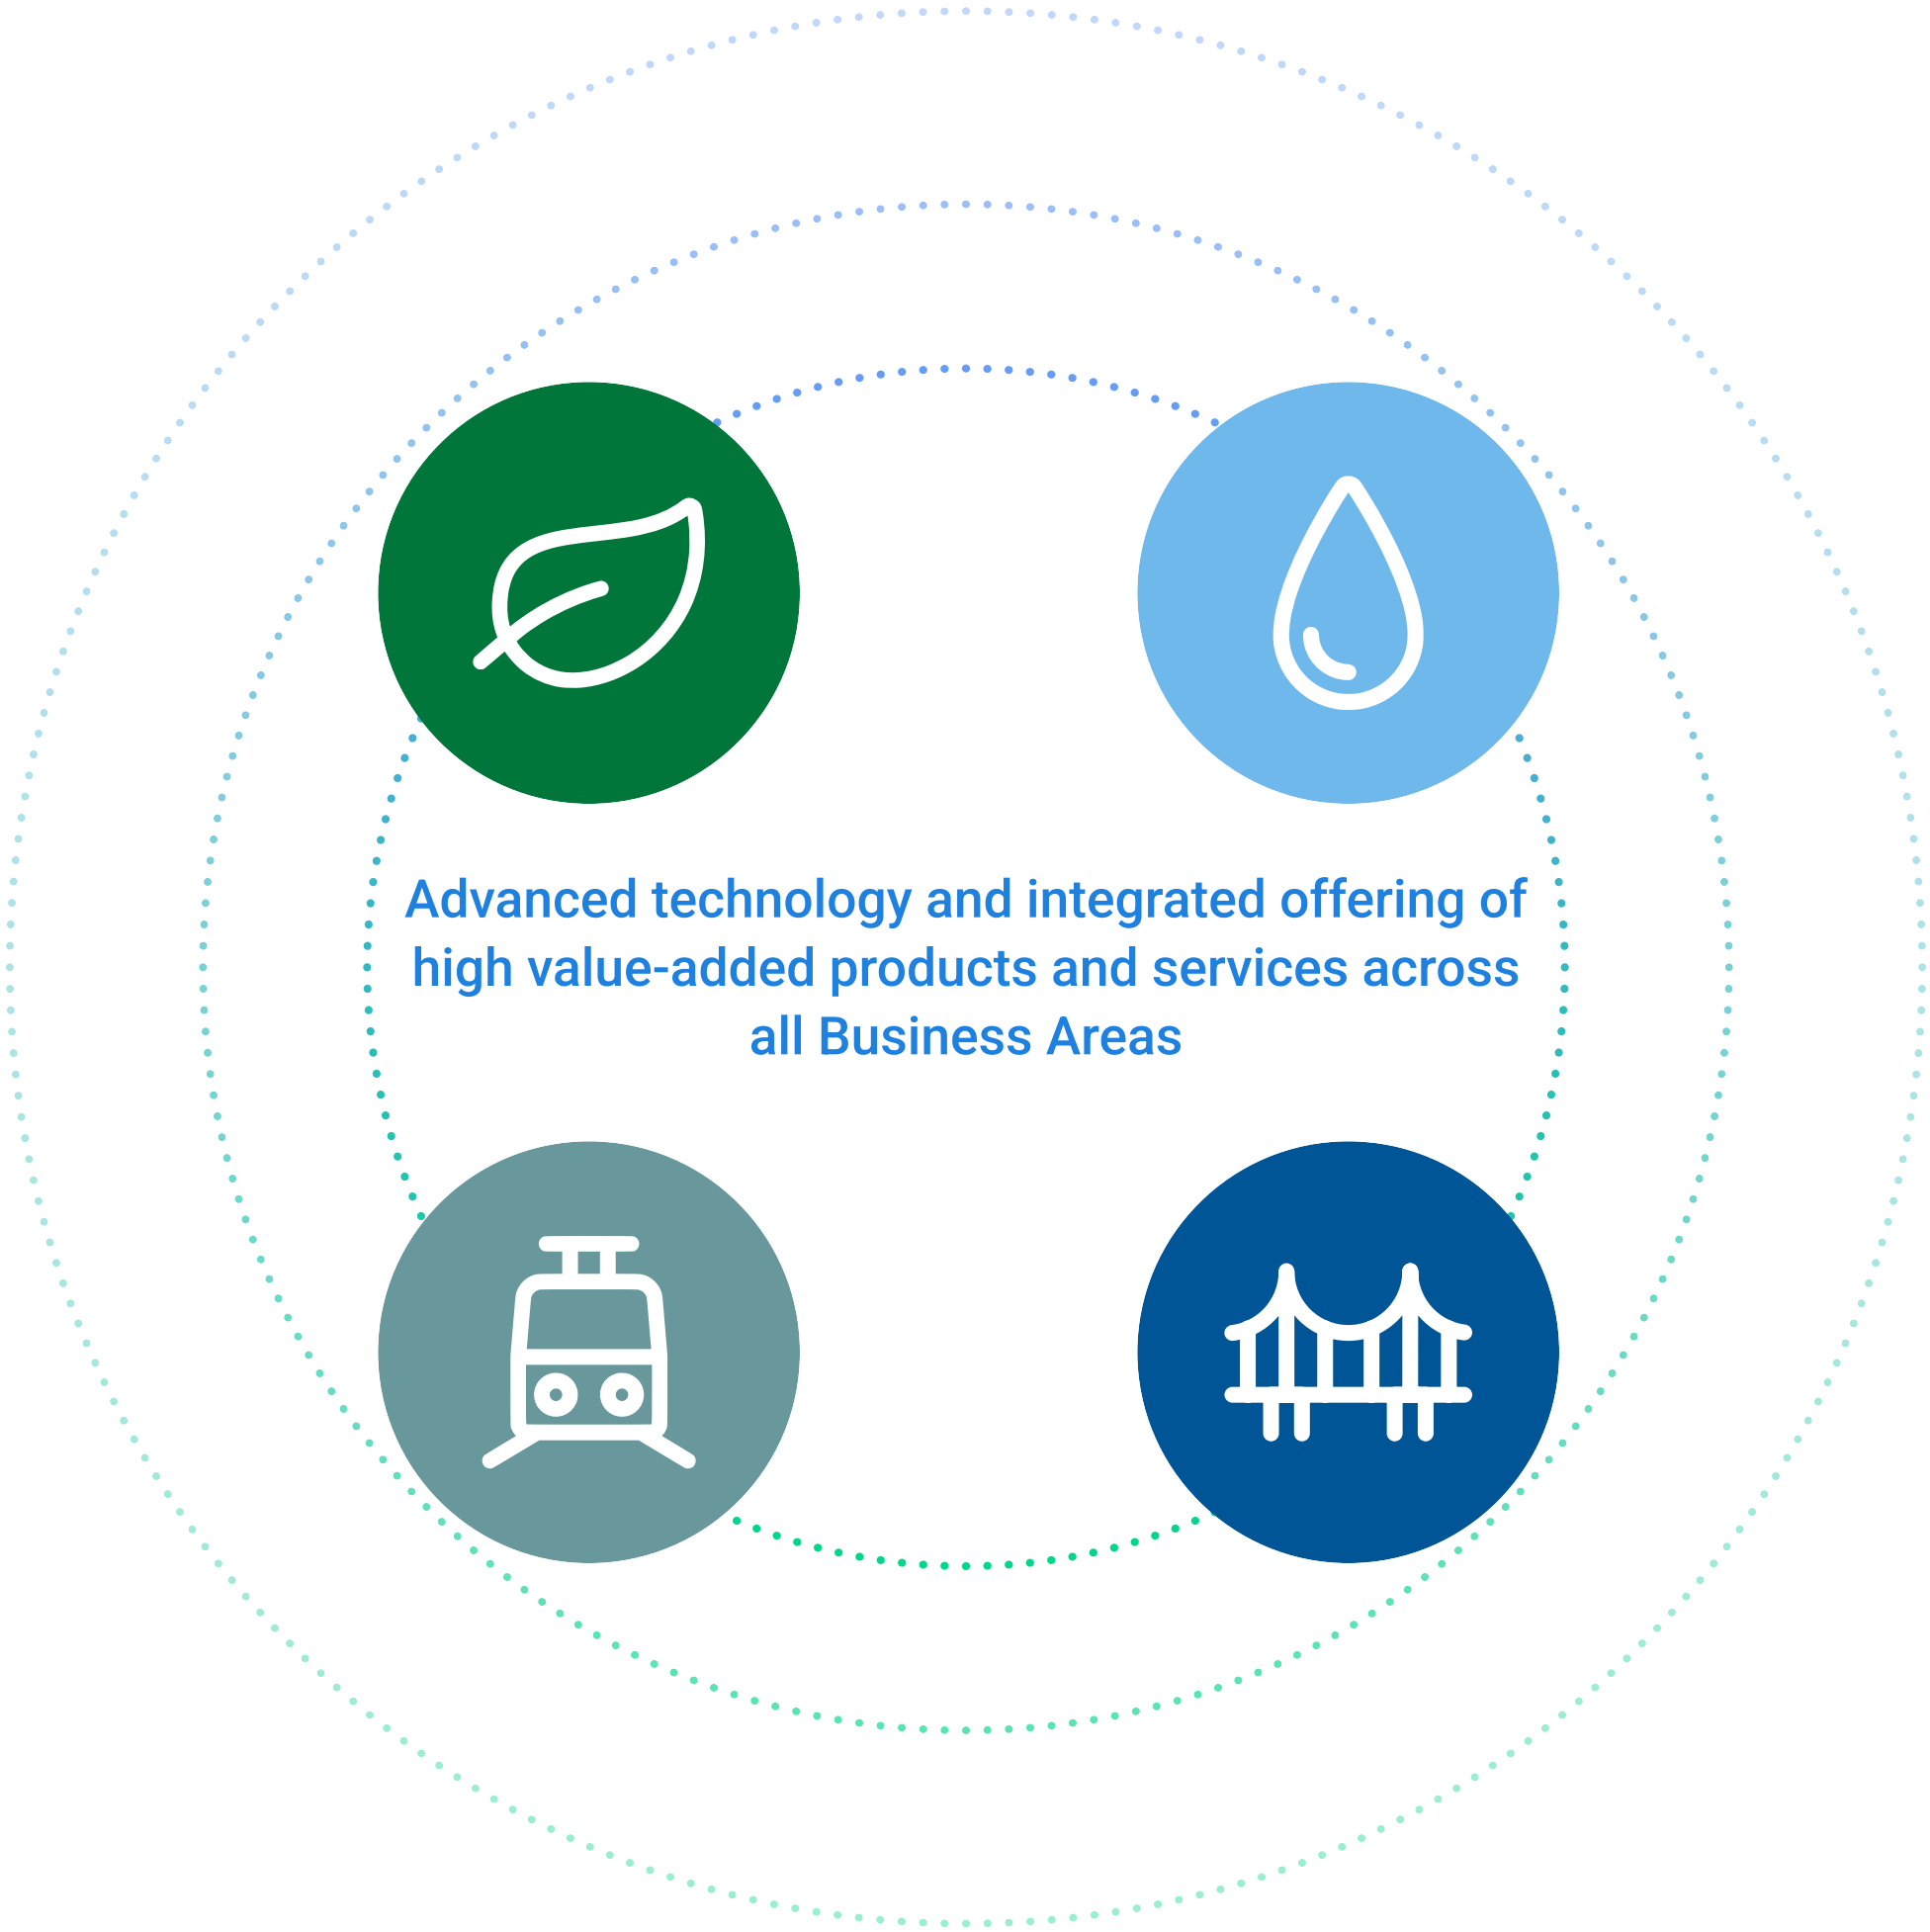 Advanced technology and integrated offering of
high value-added products and services across
all Business Areas